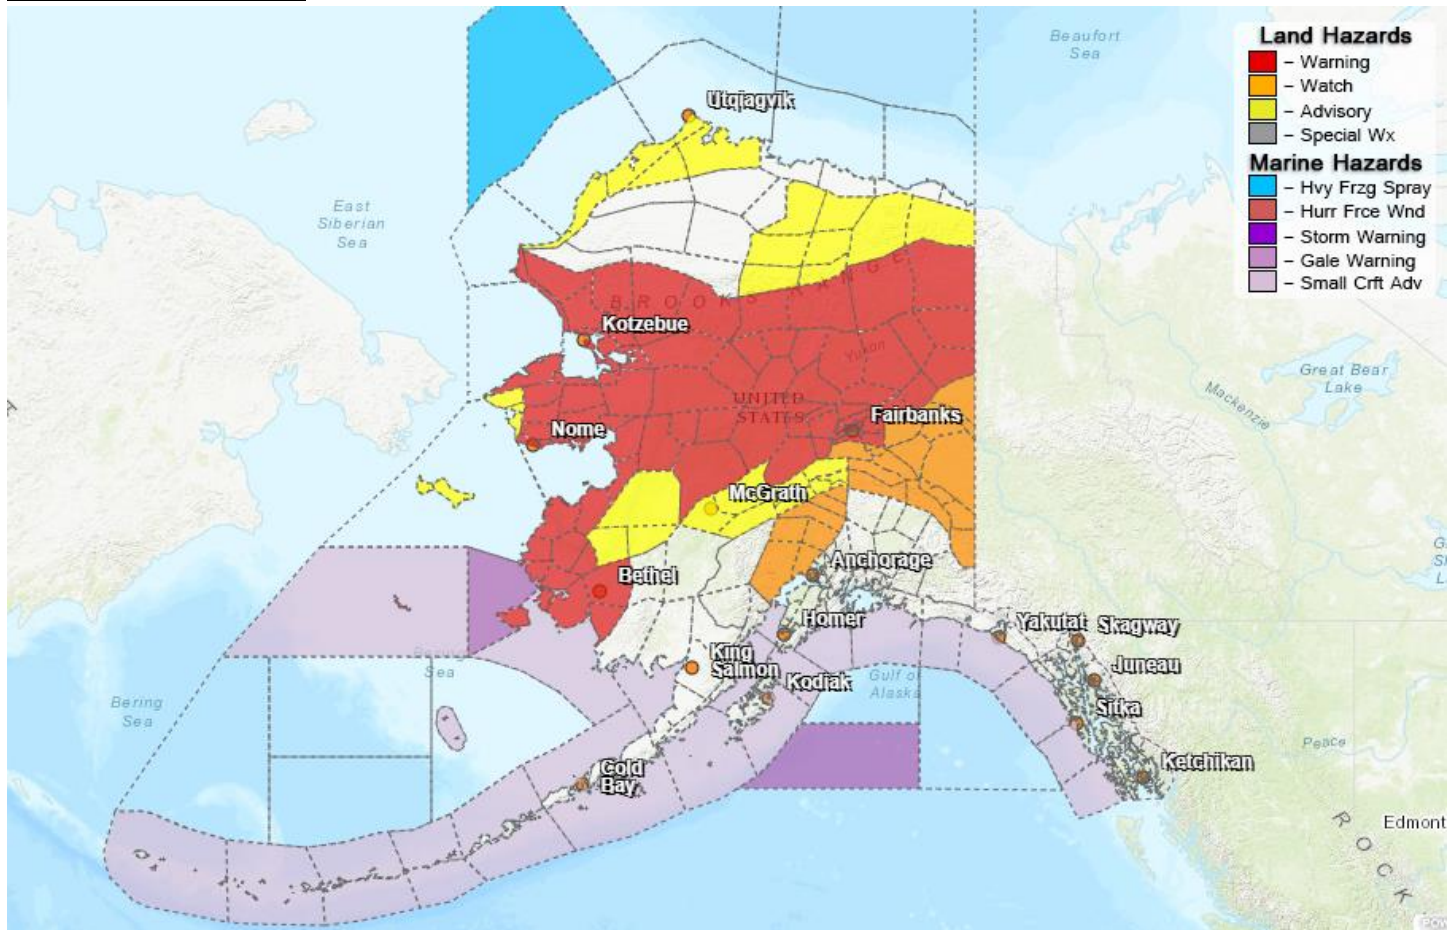 Land Hazards
– Warning
– Watch
– Advisory
– Special Wx
Marine Hazards
– Hvy Frzg Spray
– Hurr Frce Wnd
– Storm Warning
– Gale Warning
– Small Crft Adv
Beaufort
Sea
Utqiagvik
East
Siberian
Sea
BROOKS RANGE
Kotzebue
Yukon
Great Bear
Lake
Mackenzie
UNITED
STATES
Fairbanks
Nome
McGrath
Anchorage
Bethel
Homer
Yakutat
Skagway
King
Salmon
Juneau
Kodiak
Gulf of
Alaska
Bering
Sea
Bering
Sea
Sitka
Peace
Ketchikan
Cold
Bay
Edmont
ROCK